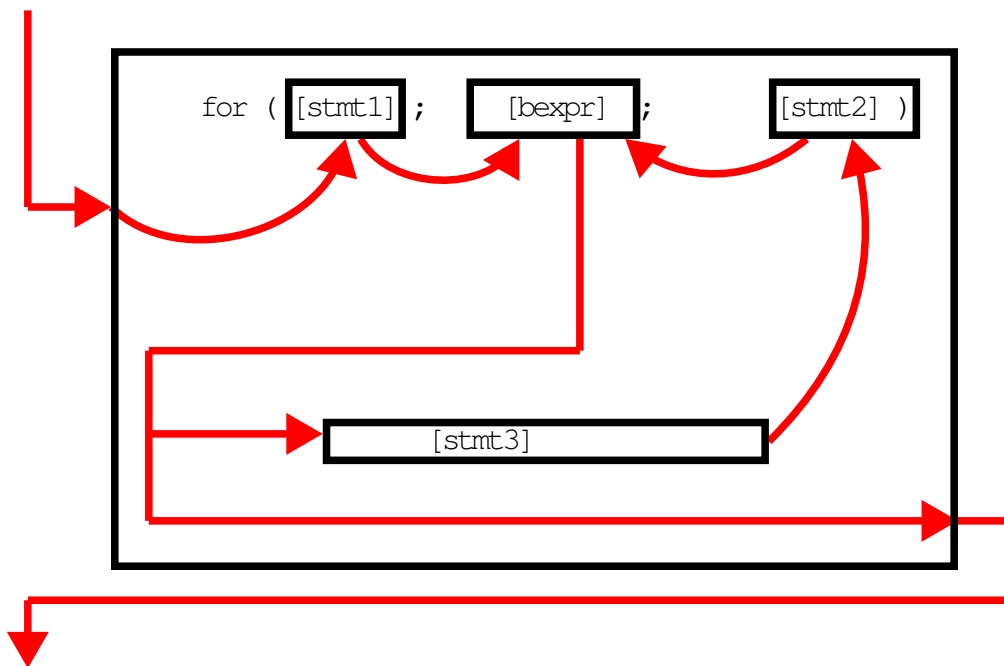 for ( [stmt1] ; [bexpr] ; [stmt2] )
[stmt3]